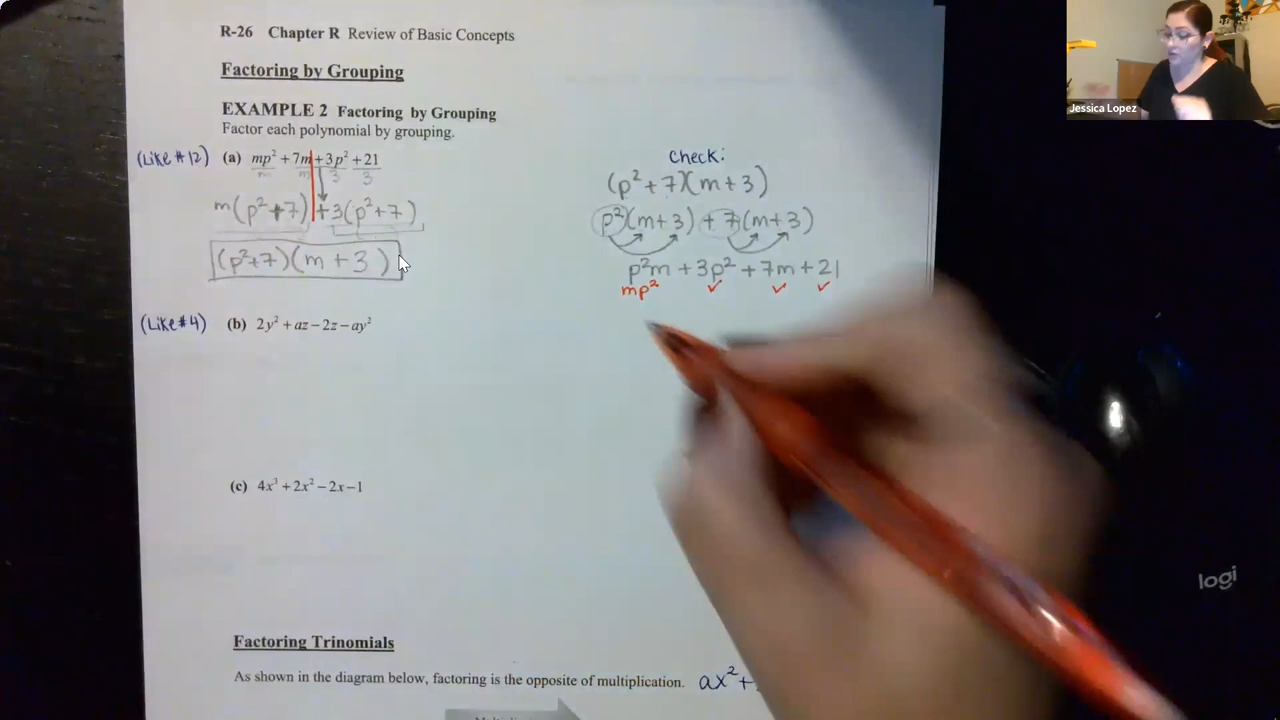 R-26 Chapter R Review of Basic Concepts
Factoring by Grouping
EXAMPLE 2 Factoring by Grouping
Factor each polynomial by grouping.
(Like #12) (a) mp² + 7m + 3p² + 21
m m 3 3
m(p² + 7) + 3(p² + 7)
(p²+7)(m + 3)
Check:
(p² + 7)(m + 3)
p²(m + 3) + 7(m + 3)
p²m + 3p² + 7m + 21
mp² ✓ ✓ ✓
(Like #4) (b) 2y² + az − 2z − ay²
(c) 4x³ + 2x² − 2x − 1
Factoring Trinomials
As shown in the diagram below, factoring is the opposite of multiplication. ax² +
Jessica Lopez
logi